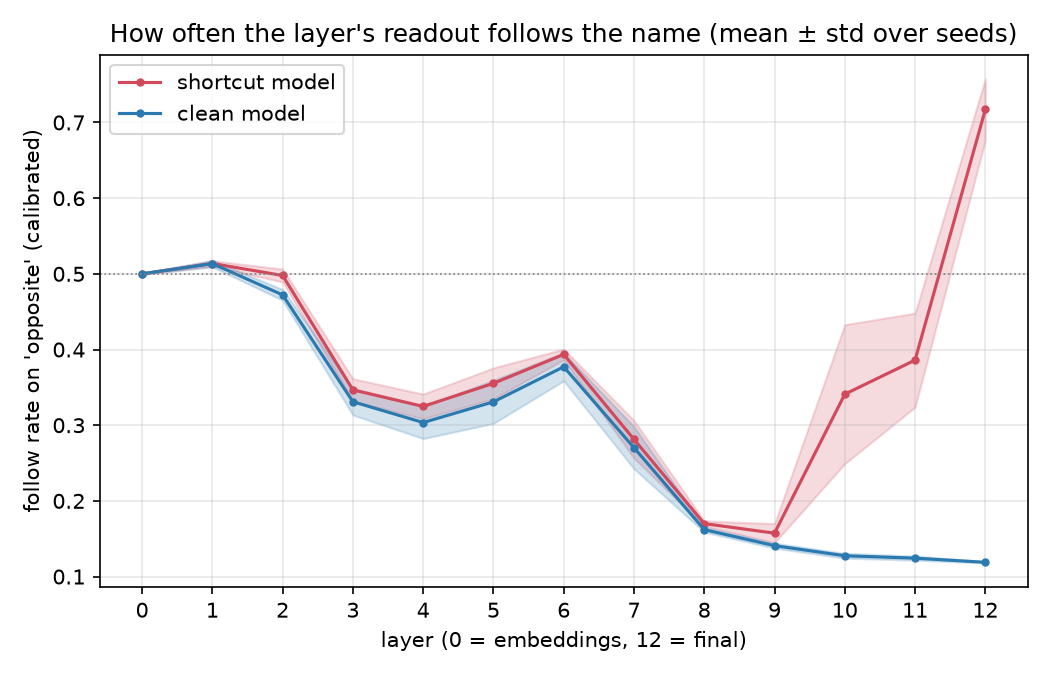 How often the layer's readout follows the name (mean ± std over seeds)
shortcut model
clean model
follow rate on 'opposite' (calibrated)
0.7
0.6
0.5
0.4
0.3
0.2
0.1
0 1 2 3 4 5 6 7 8 9 10 11 12
layer (0 = embeddings, 12 = final)